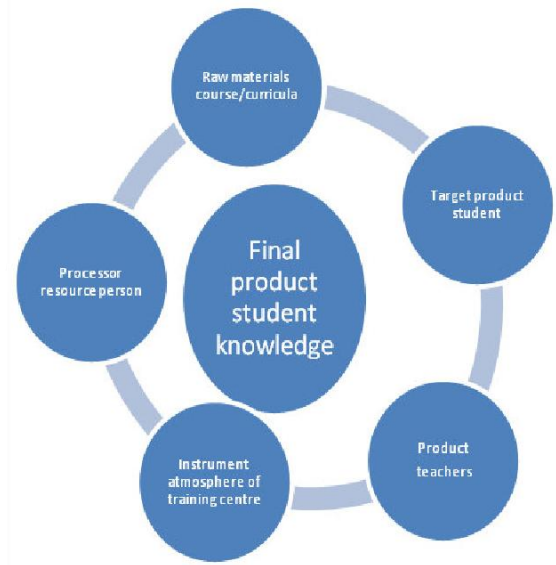 Raw materials
course/curricula
Target product
student
Product
teachers
Instrument
atmosphere of
training centre
Processor
resource person
Final
product
student
knowledge